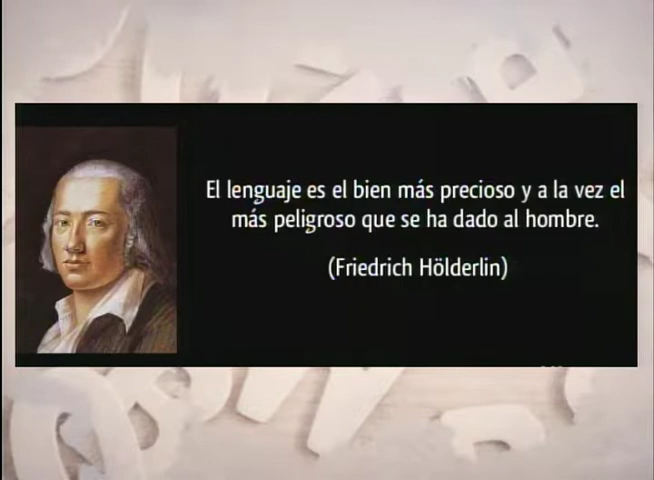 El lenguaje es el bien más precioso y a la vez el
más peligroso que se ha dado al hombre.
(Friedrich Hölderlin)